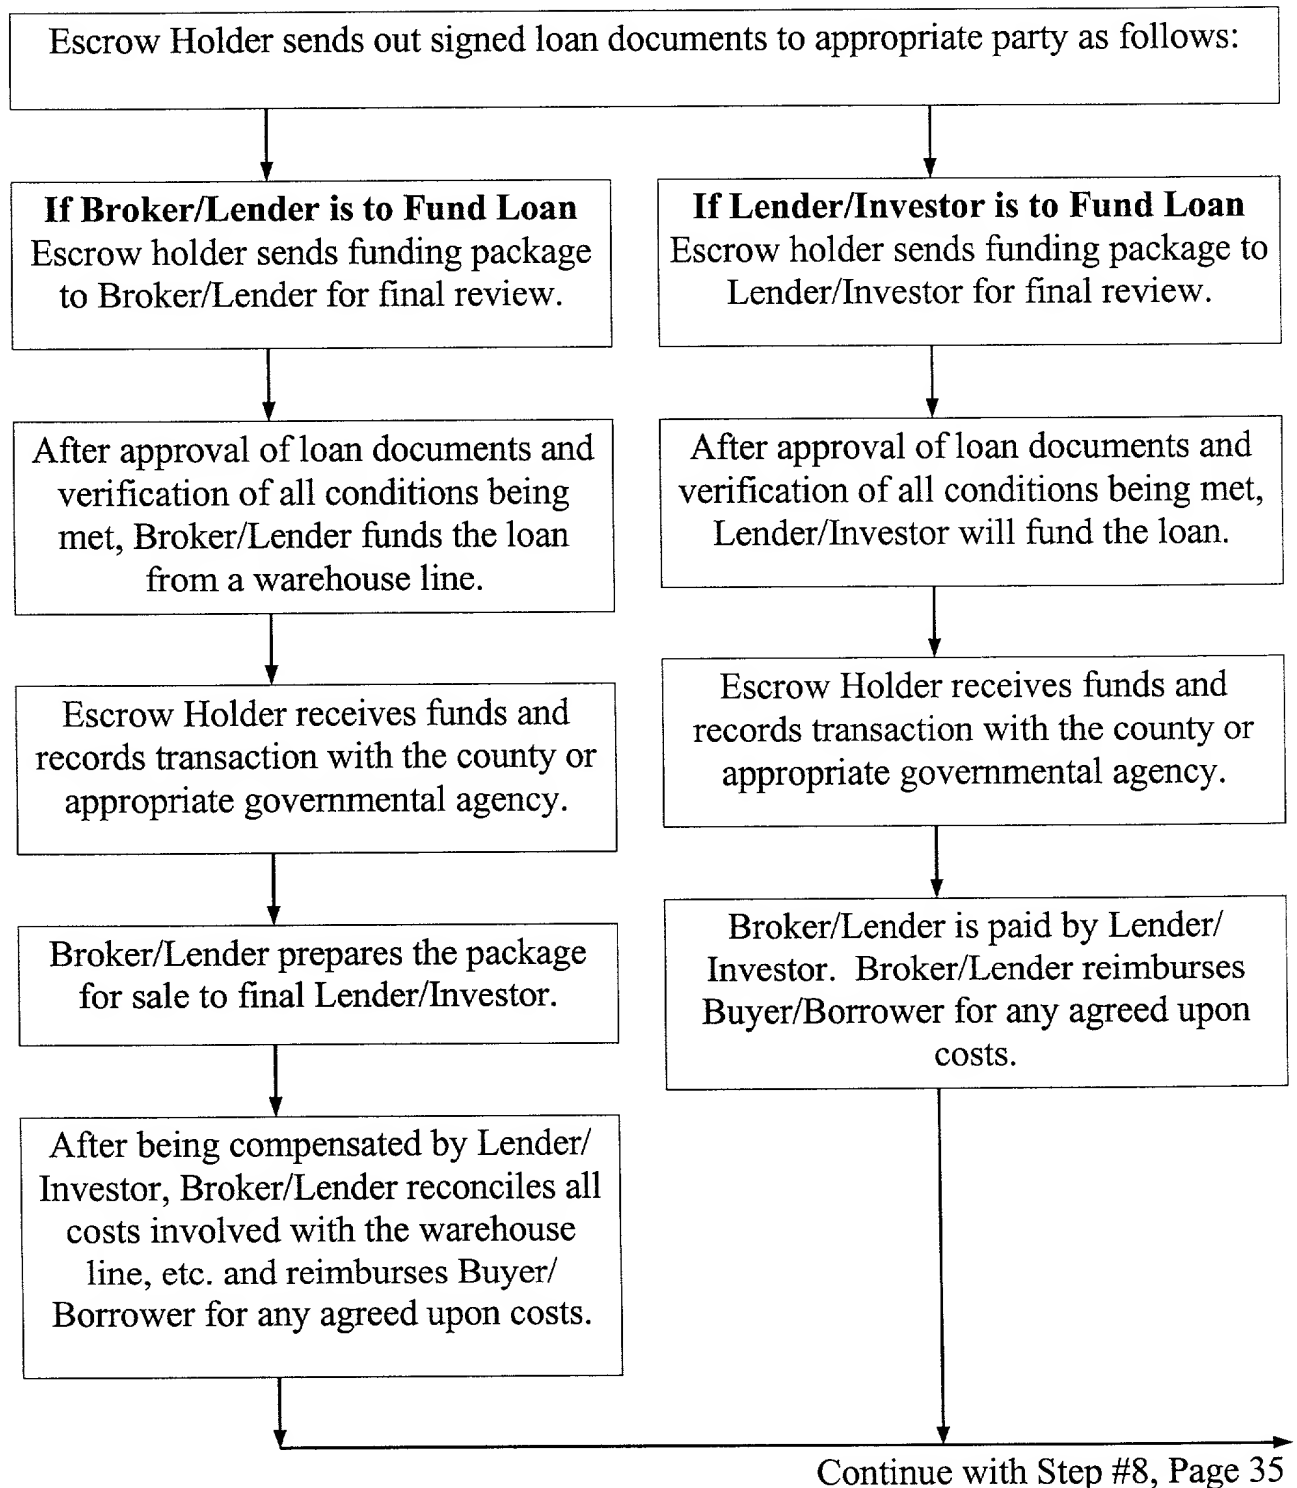 Escrow Holder sends out signed loan documents to appropriate party as follows:
If Broker/Lender is to Fund Loan
Escrow holder sends funding package
to Broker/Lender for final review.
After approval of loan documents and
verification of all conditions being
met, Broker/Lender funds the loan
from a warehouse line.
Escrow Holder receives funds and
records transaction with the county or
appropriate governmental agency.
Broker/Lender prepares the package
for sale to final Lender/Investor.
After being compensated by Lender/
Investor, Broker/Lender reconciles all
costs involved with the warehouse
line, etc. and reimburses Buyer/
Borrower for any agreed upon costs.
If Lender/Investor is to Fund Loan
Escrow holder sends funding package to
Lender/Investor for final review.
After approval of loan documents and
verification of all conditions being met,
Lender/Investor will fund the loan.
Escrow Holder receives funds and
records transaction with the county or
appropriate governmental agency.
Broker/Lender is paid by Lender/
Investor.  Broker/Lender reimburses
Buyer/Borrower for any agreed upon
costs.
Continue with Step #8, Page 35